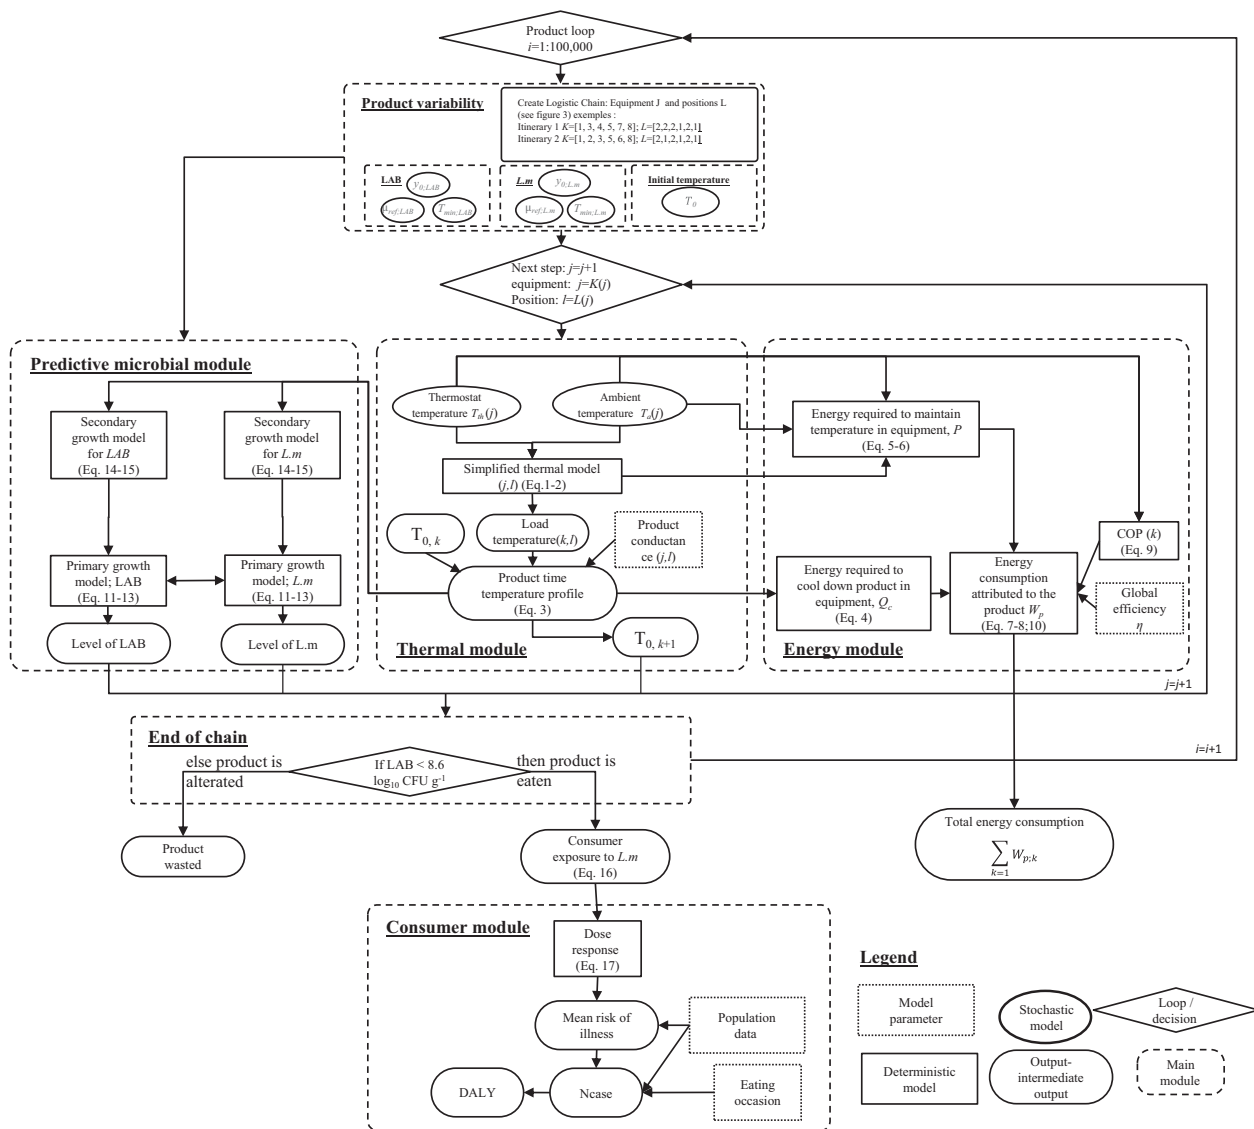 Product loop
i=1:100,000
Product variability
Create Logistic Chain: Equipment J and positions L
(see figure 3) exemples :
Itinerary 1 K=[1, 3, 4, 5, 7, 8]; L=[2,2,2,1,2,1]
Itinerary 2 K=[1, 2, 3, 5, 6, 8]; L=[2,1,2,1,2,1]
LAB
y0;LAB
μref;LAB
Tmin;LAB
L.m
y0;L.m
μref;L.m
Tmin;L.m
Initial temperature
T0
Next step: j=j+1
equipment: j=K(j)
Position: l=L(j)
Predictive microbial module
Secondary
growth model
for LAB
(Eq. 14-15)
Secondary
growth model
for L.m
(Eq. 14-15)
Primary growth
model; LAB
(Eq. 11-13)
Primary growth
model; L.m
(Eq. 11-13)
Level of LAB
Level of L.m
Thermostat
temperature Tth(j)
Ambient
temperature Ta(j)
Simplified thermal model
(j,l) (Eq.1-2)
T0, k
Load
temperature(k,l)
Product
conductan
ce (j,l)
Product time
temperature profile
(Eq. 3)
T0, k+1
Thermal module
Energy required to maintain
temperature in equipment, P
(Eq. 5-6)
COP (k)
(Eq. 9)
Energy required to
cool down product in
equipment, Qc
(Eq. 4)
Energy
consumption
attributed to the
product Wp
(Eq. 7-8;10)
Global
efficiency
η
Energy module
j=j+1
End of chain
else product is
alterated
If LAB < 8.6
log10 CFU g-1
then product is
eaten
i=i+1
Product
wasted
Consumer
exposure to L.m
(Eq. 16)
Total energy consumption
∑ Wp;k
k=1
Consumer module
Dose
response
(Eq. 17)
Mean risk of
illness
Population
data
DALY
Ncase
Eating
occasion
Legend
Model
parameter
Stochastic
model
Loop /
decision
Deterministic
model
Output-
intermediate
output
Main
module